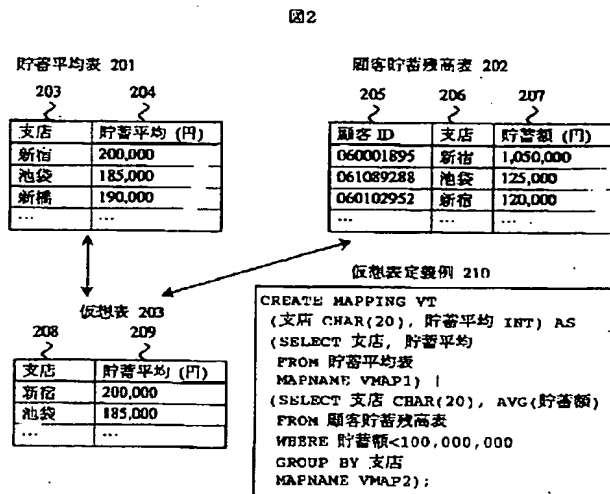 図2
貯蓄平均表 201
203 204
支店 貯蓄平均 (円)
新宿 200,000
池袋 185,000
新橋 190,000
… …
顧客貯蓄残高表 202
205 206 207
顧客 ID 支店 貯蓄額 (円)
060001895 新宿 1,050,000
061089288 池袋 125,000
060102952 新宿 120,000
… … …
仮想表 203
208 209
支店 貯蓄平均 (円)
新宿 200,000
池袋 185,000
… …
仮想表定義例 210
CREATE MAPPING VT
(支店 CHAR(20), 貯蓄平均 INT) AS
(SELECT 支店, 貯蓄平均
FROM 貯蓄平均表
MAPNAME VMAP1) |
(SELECT 支店 CHAR(20), AVG(貯蓄額)
FROM 顧客貯蓄残高表
WHERE 貯蓄額<100,000,000
GROUP BY 支店
MAPNAME VMAP2);